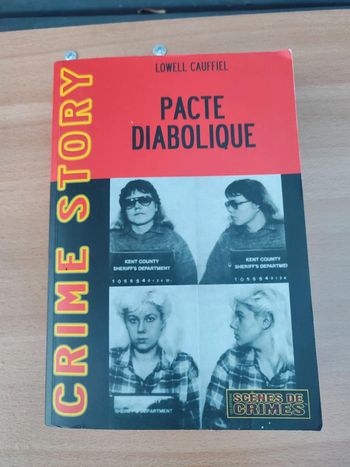 LOWELL CAUFFIEL
PACTE
DIABOLIQUE
CRIME STORY
KENT COUNTY
SHERIFF'S DEPARTMENT
KENT COUNTY
SHERIFF'S DEPARTMENT
SHERIFF'S DEPARTMENT
SCÈNES DE
CRIMES